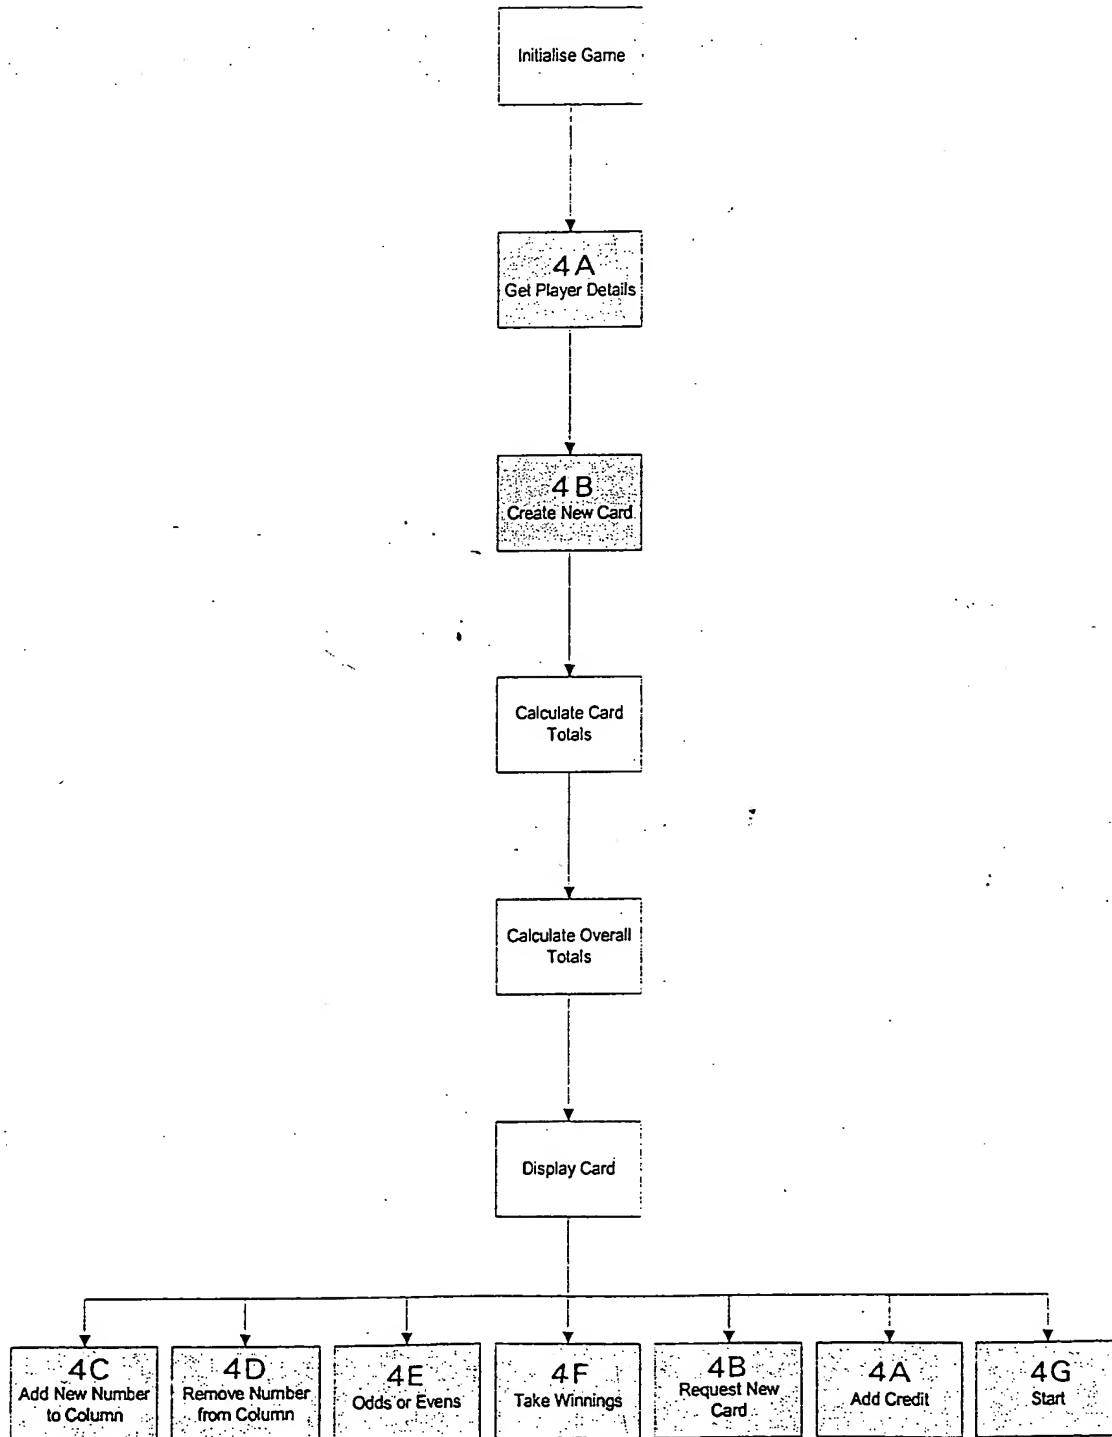 Initialise Game
4A
Get Player Details
4B
Create New Card
Calculate Card
Totals
Calculate Overall
Totals
Display Card
4C
Add New Number
to Column
4D
Remove Number
from Column
4E
Odds or Evens
4F
Take Winnings
4B
Request New
Card
4A
Add Credit
4G
Start